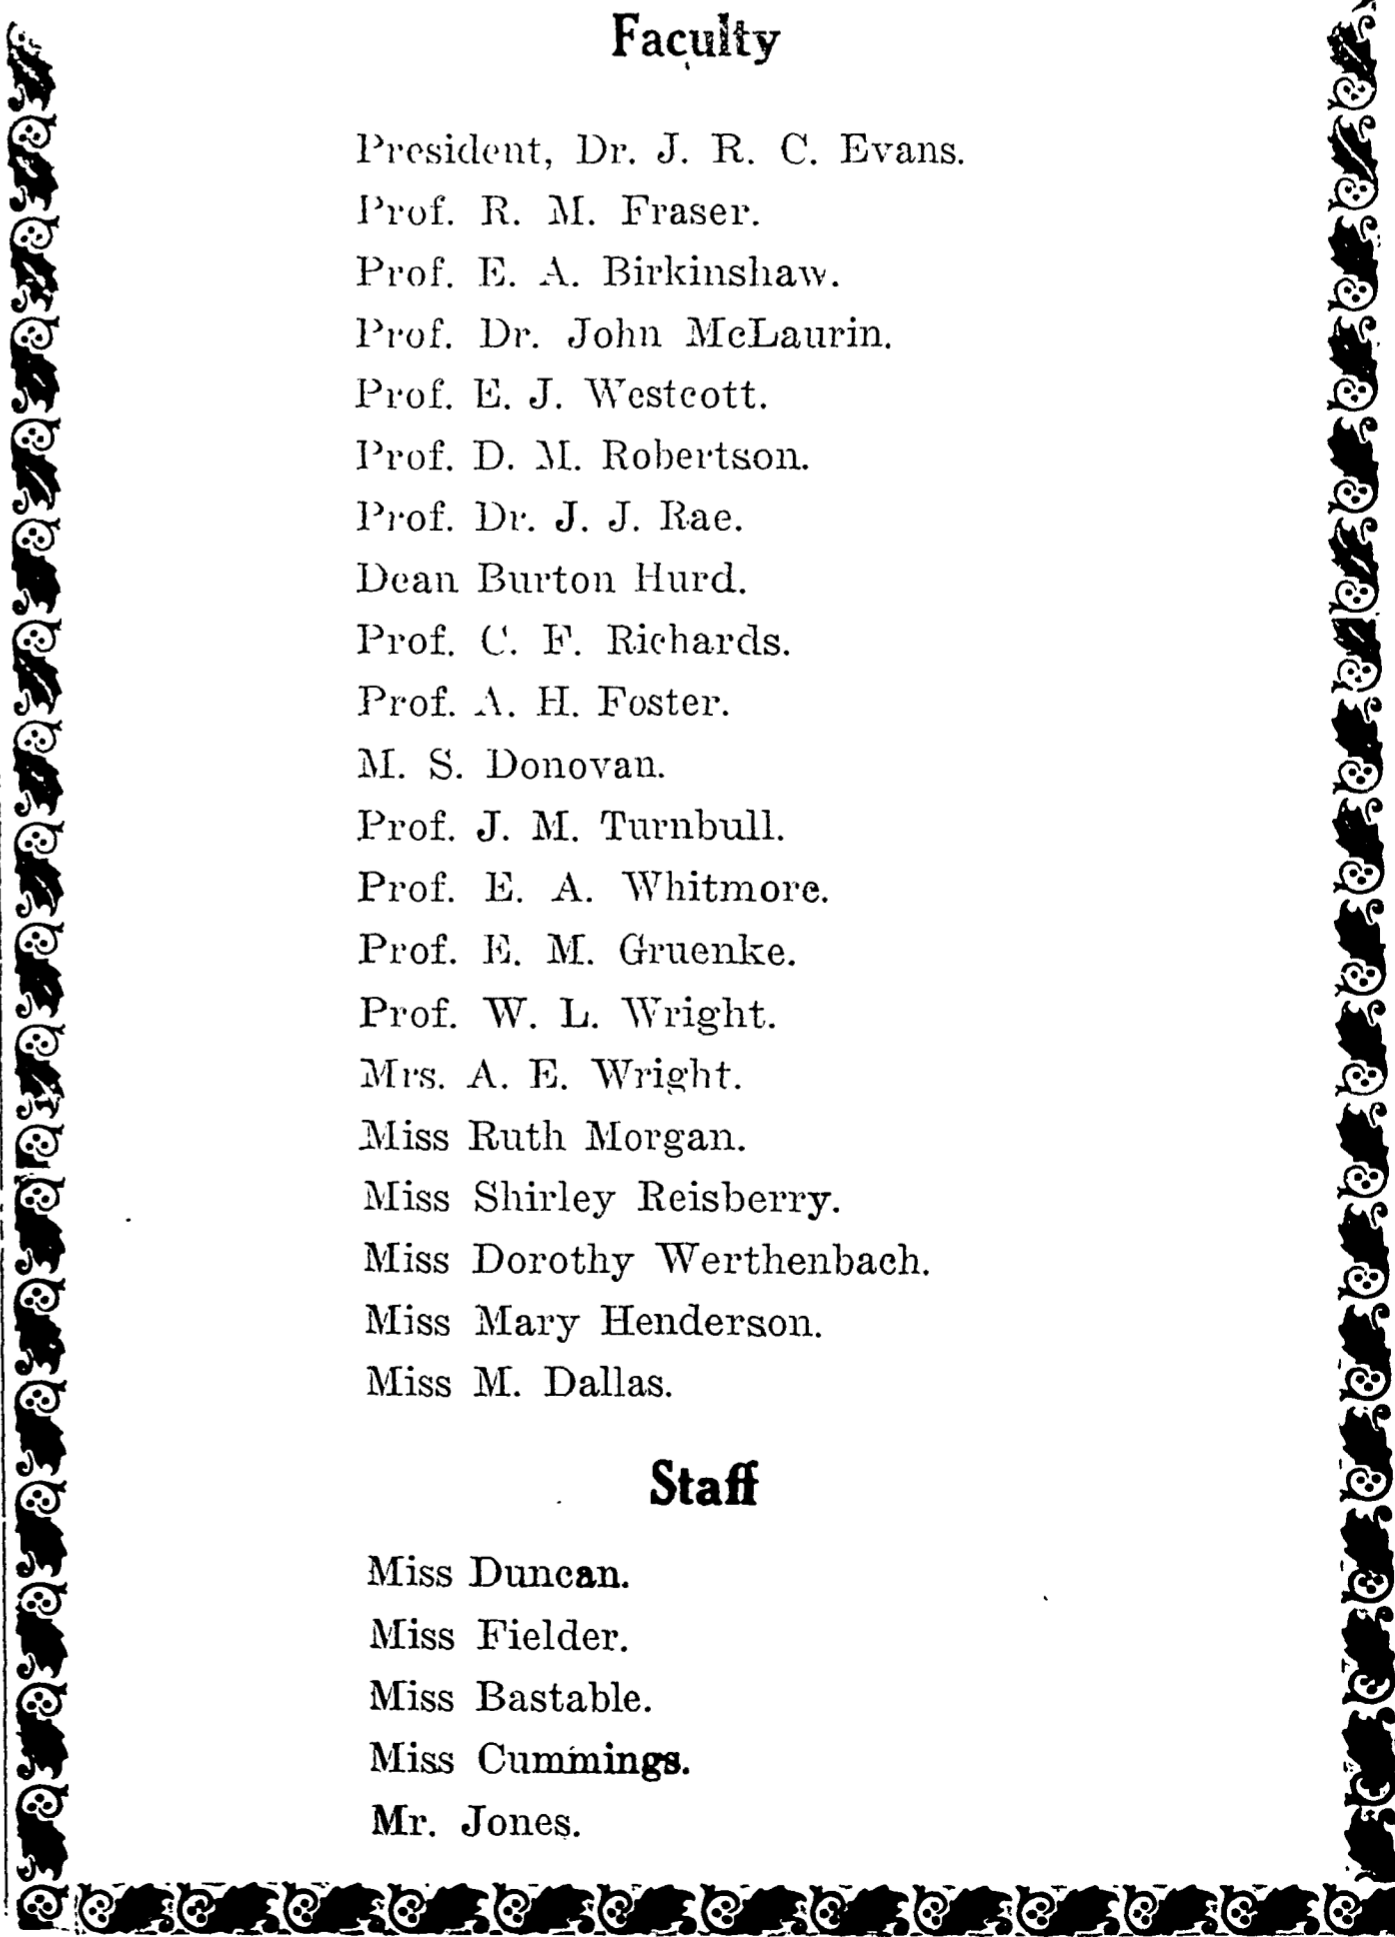 Faculty
President, Dr. J. R. C. Evans.
Prof. R. M. Fraser.
Prof. E. A. Birkinshaw.
Prof. Dr. John McLaurin.
Prof. E. J. Westcott.
Prof. D. M. Robertson.
Prof. Dr. J. J. Rae.
Dean Burton Hurd.
Prof. C. F. Richards.
Prof. A. H. Foster.
M. S. Donovan.
Prof. J. M. Turnbull.
Prof. E. A. Whitmore.
Prof. E. M. Gruenke.
Prof. W. L. Wright.
Mrs. A. E. Wright.
Miss Ruth Morgan.
Miss Shirley Reisberry.
Miss Dorothy Werthenbach.
Miss Mary Henderson.
Miss M. Dallas.
Staff
Miss Duncan.
Miss Fielder.
Miss Bastable.
Miss Cummings.
Mr. Jones.